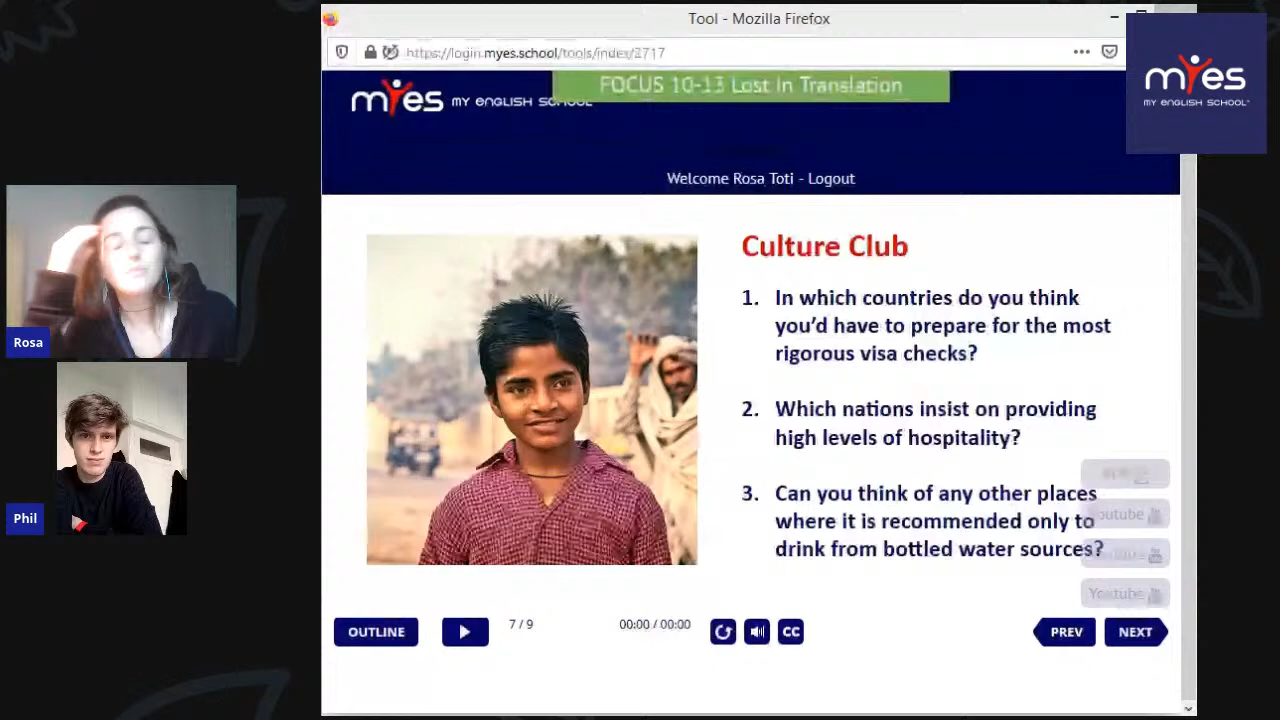 Tool - Mozilla Firefox
https://login.myes.school/tools/index/2717
myes MY ENGLISH SCHOOL
FOCUS 10-13 Lost In Translation
myes
MY ENGLISH SCHOOL
Welcome Rosa Toti - Logout
Culture Club
1. In which countries do you think
you'd have to prepare for the most
rigorous visa checks?
2. Which nations insist on providing
high levels of hospitality?
3. Can you think of any other places
where it is recommended only to
drink from bottled water sources?
Youtube
Youtube
Rosa
Phil
OUTLINE
7 / 9
00:00 / 00:00
CC
PREV
NEXT